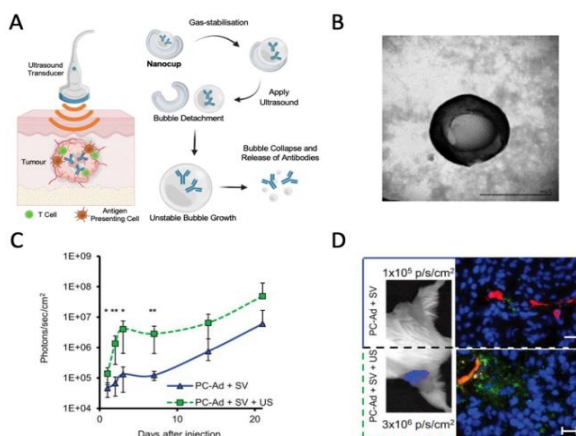 A
Ultrasound
Transducer
Tumour
T Cell
Antigen
Presenting Cell
Gas-stabilisation
Nanocup
Apply
Ultrasound
Bubble Detachment
Bubble Collapse and
Release of Antibodies
Unstable Bubble Growth
B
C
Photons/sec/cm²
1E+09
1E+08
1E+07
1E+06
1E+05
1E+04
* ** * **
PC-Ad + SV
PC-Ad + SV + US
0 10 20
Days after injection
D
PC-Ad + SV
1x10⁵ p/s/cm²
PC-Ad + SV + US
3x10⁶ p/s/cm²